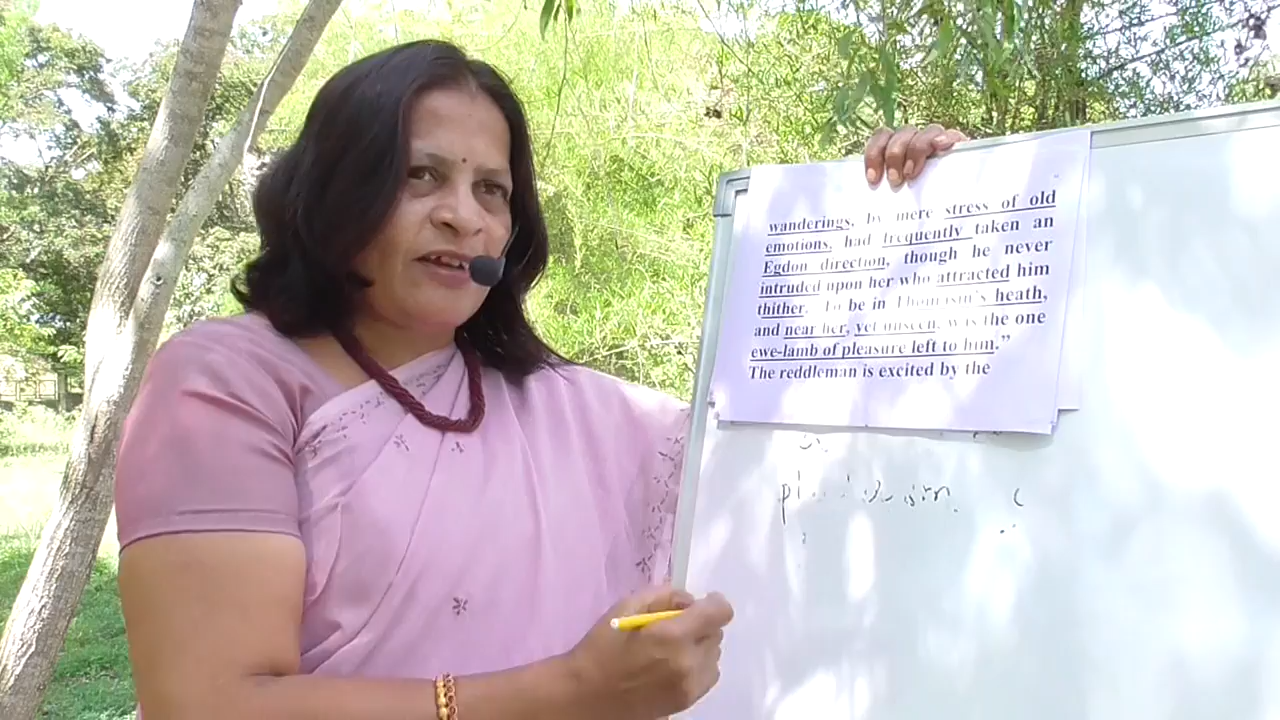 wanderings, by mere stress of old
emotions, had frequently taken an
Egdon direction, though he never
intruded upon her who attracted him
thither. To be in Thomasin's heath,
and near her, yet unseen, was the one
ewe-lamb of pleasure left to him."
The reddleman is excited by the